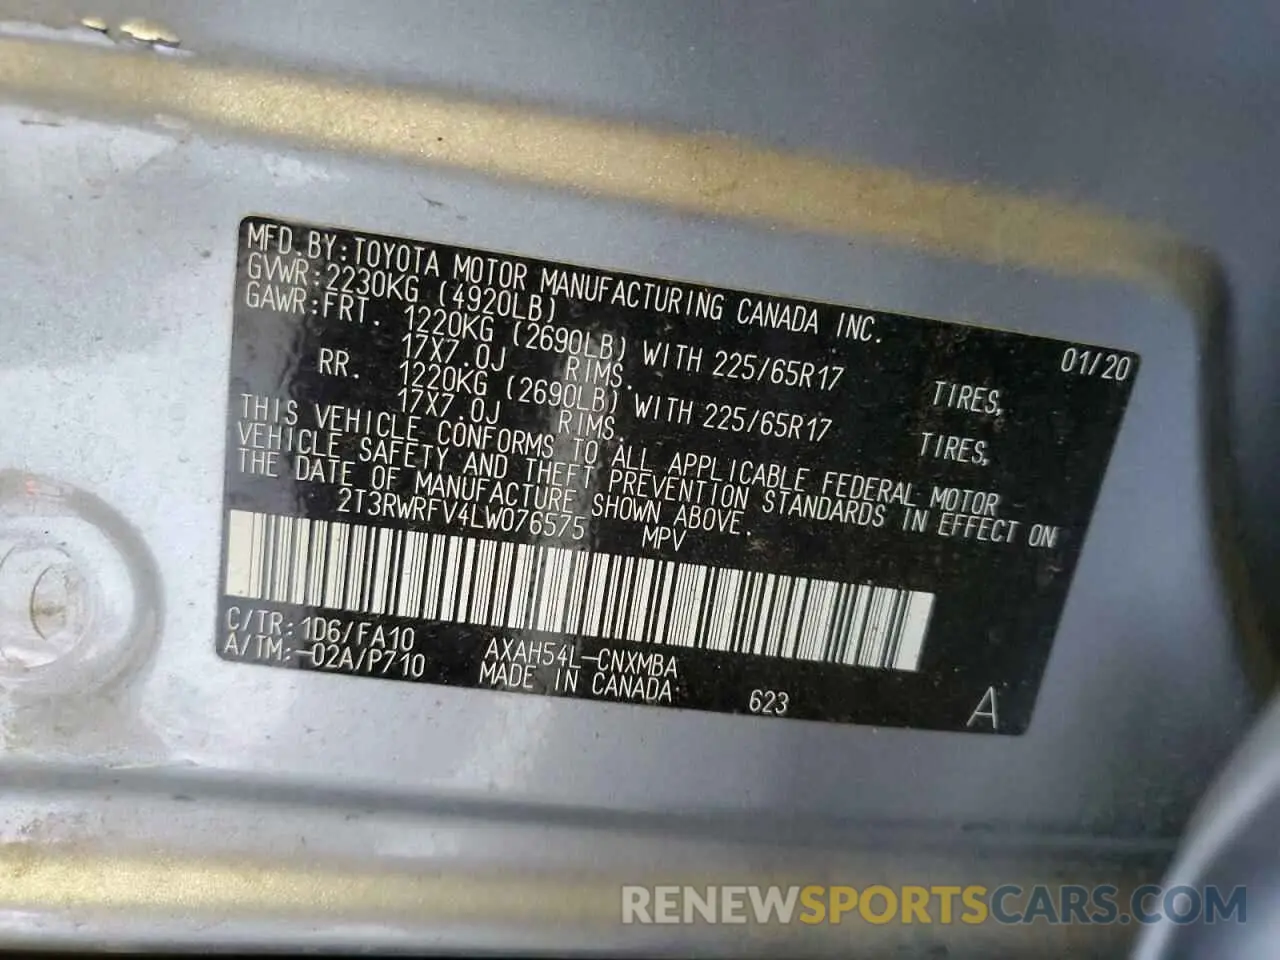 MFD.BY:TOYOTA MOTOR MANUFACTURING CANADA INC.
GVWR:2230KG (4920LB) 01/20
GAWR:FRT. 1220KG (2690LB) WITH 225/65R17 TIRES,
17X7.0J RIMS.
RR. 1220KG (2690LB) WITH 225/65R17 TIRES,
17X7.0J RIMS.
THIS VEHICLE CONFORMS TO ALL APPLICABLE FEDERAL MOTOR
VEHICLE SAFETY AND THEFT PREVENTION STANDARDS IN EFFECT ON
THE DATE OF MANUFACTURE SHOWN ABOVE.
2T3RWRFV4LW076575 MPV
C/TR:1D6/FA10 AXAH54L-CNXMBA
A/TM:-02A/P710 MADE IN CANADA 623 A
RENEWSPORTSCARS.COM